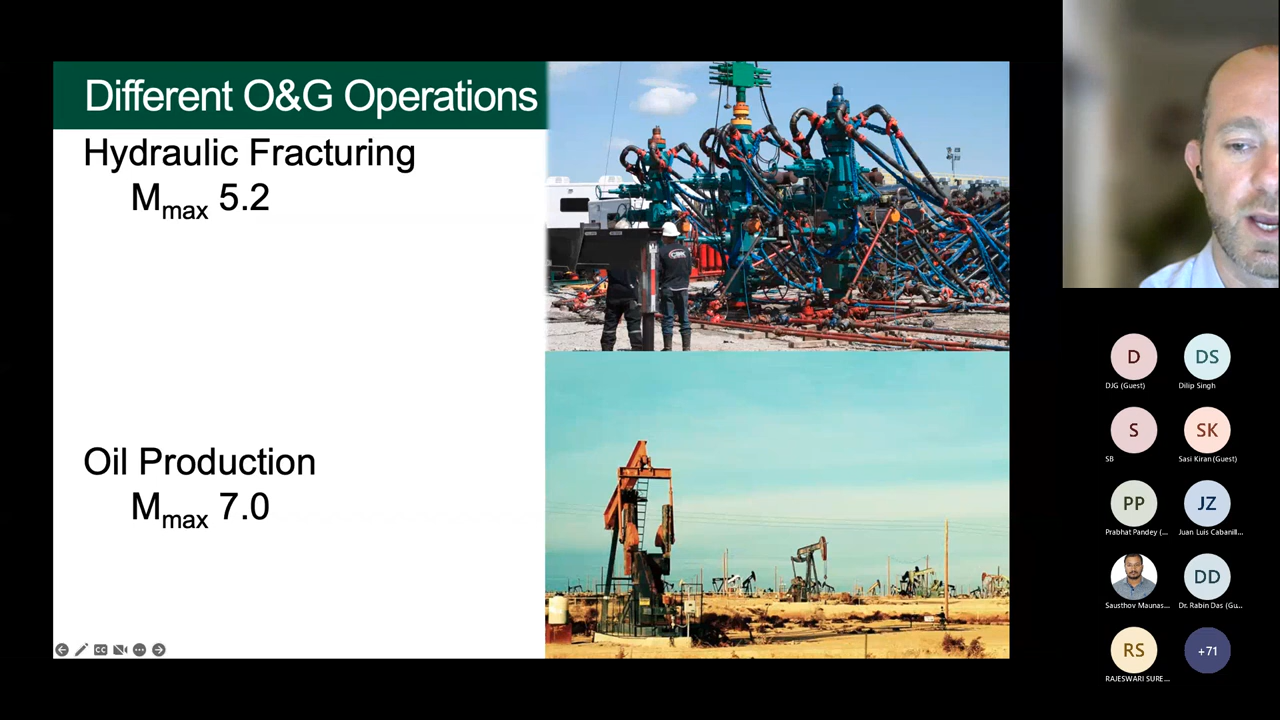 Different O&G Operations
Hydraulic Fracturing
Mmax 5.2
Oil Production
Mmax 7.0
CC
D
DS
DJG (Guest)
Dilip Singh
S
SK
SB
Sasi Kiran (Guest)
PP
JZ
Prabhat Pandey (...
Juan Luis Cabanill...
DD
Sausthov Maunas...
Dr. Rabin Das (Gu...
RS
+71
RAJESWARI SURE...